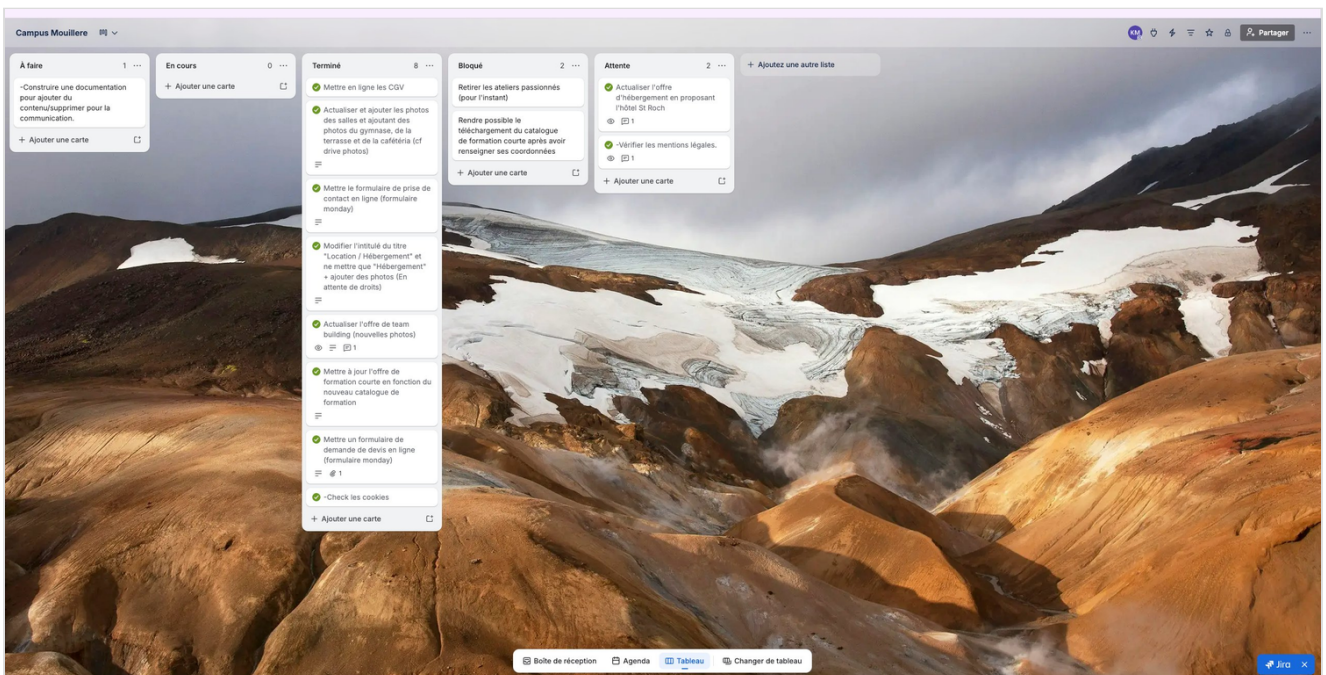 Campus Mouillere
KM
Partager
À faire
1
-Construire une documentation
pour ajouter du
contenu/supprimer pour la
communication.
+ Ajouter une carte
En cours
0
+ Ajouter une carte
Terminé
8
Mettre en ligne les CGV
Actualiser et ajouter les photos
des salles et ajoutant des
photos du gymnase, de la
terrasse et de la cafétéria (cf
drive photos)
Mettre le formulaire de prise de
contact en ligne (formulaire
monday)
Modifier l'intitulé du titre
"Location / Hébergement" et
ne mettre que "Hébergement"
+ ajouter des photos (En
attente de droits)
Actualiser l'offre de team
building (nouvelles photos)
1
Mettre à jour l'offre de
formation courte en fonction du
nouveau catalogue de
formation
Mettre un formulaire de
demande de devis en ligne
(formulaire monday)
1
-Check les cookies
+ Ajouter une carte
Bloqué
2
Retirer les ateliers passionnés
(pour l'instant)
Rendre possible le
téléchargement du catalogue
de formation courte après avoir
renseigner ses coordonnées
+ Ajouter une carte
Attente
2
Actualiser l'offre
d'hébergement en proposant
l'hôtel St Roch
1
-Vérifier les mentions légales.
1
+ Ajouter une carte
+ Ajoutez une autre liste
Boîte de réception
Agenda
Tableau
Changer de tableau
Jira